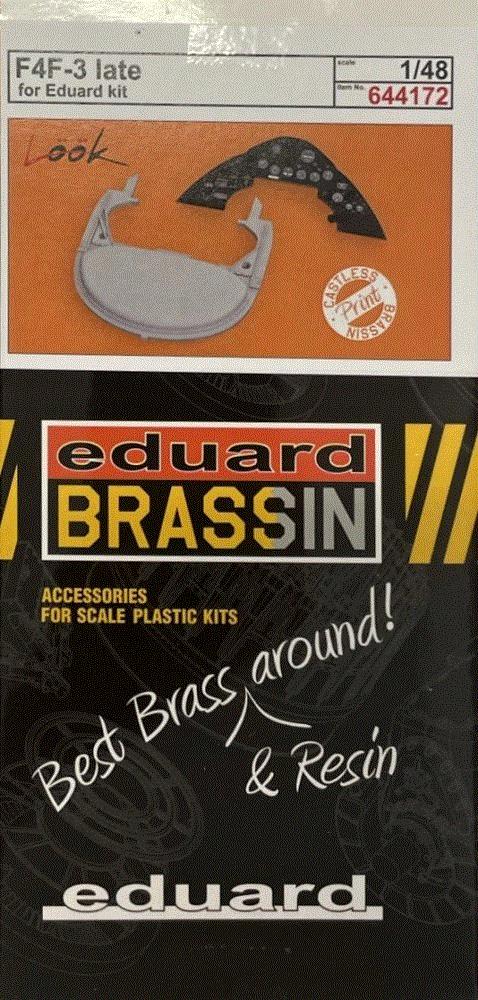 F4F-3 late
for Eduard kit
scale 1/48
Item No. 644172
Löök
CASTLESS
Print
BRASSIN
eduard
BRASSIN
ACCESSORIES
FOR SCALE PLASTIC KITS
Best Brass around!
& Resin
eduard